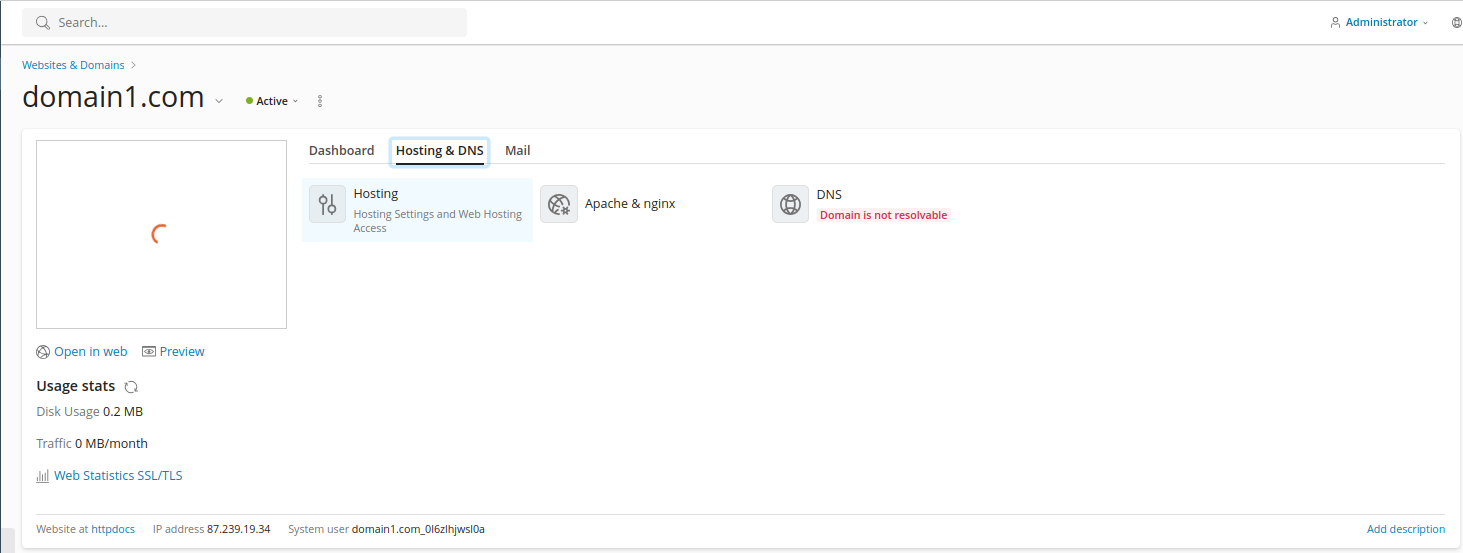 Search...
Administrator
Websites & Domains
domain1.com
Active
Dashboard
Hosting & DNS
Mail
Hosting
Hosting Settings and Web Hosting
Access
Apache & nginx
DNS
Domain is not resolvable
Open in web
Preview
Usage stats
Disk Usage 0.2 MB
Traffic 0 MB/month
Web Statistics SSL/TLS
Website at httpdocs
IP address 87.239.19.34
System user domain1.com_0l6zlhjwsl0a
Add description